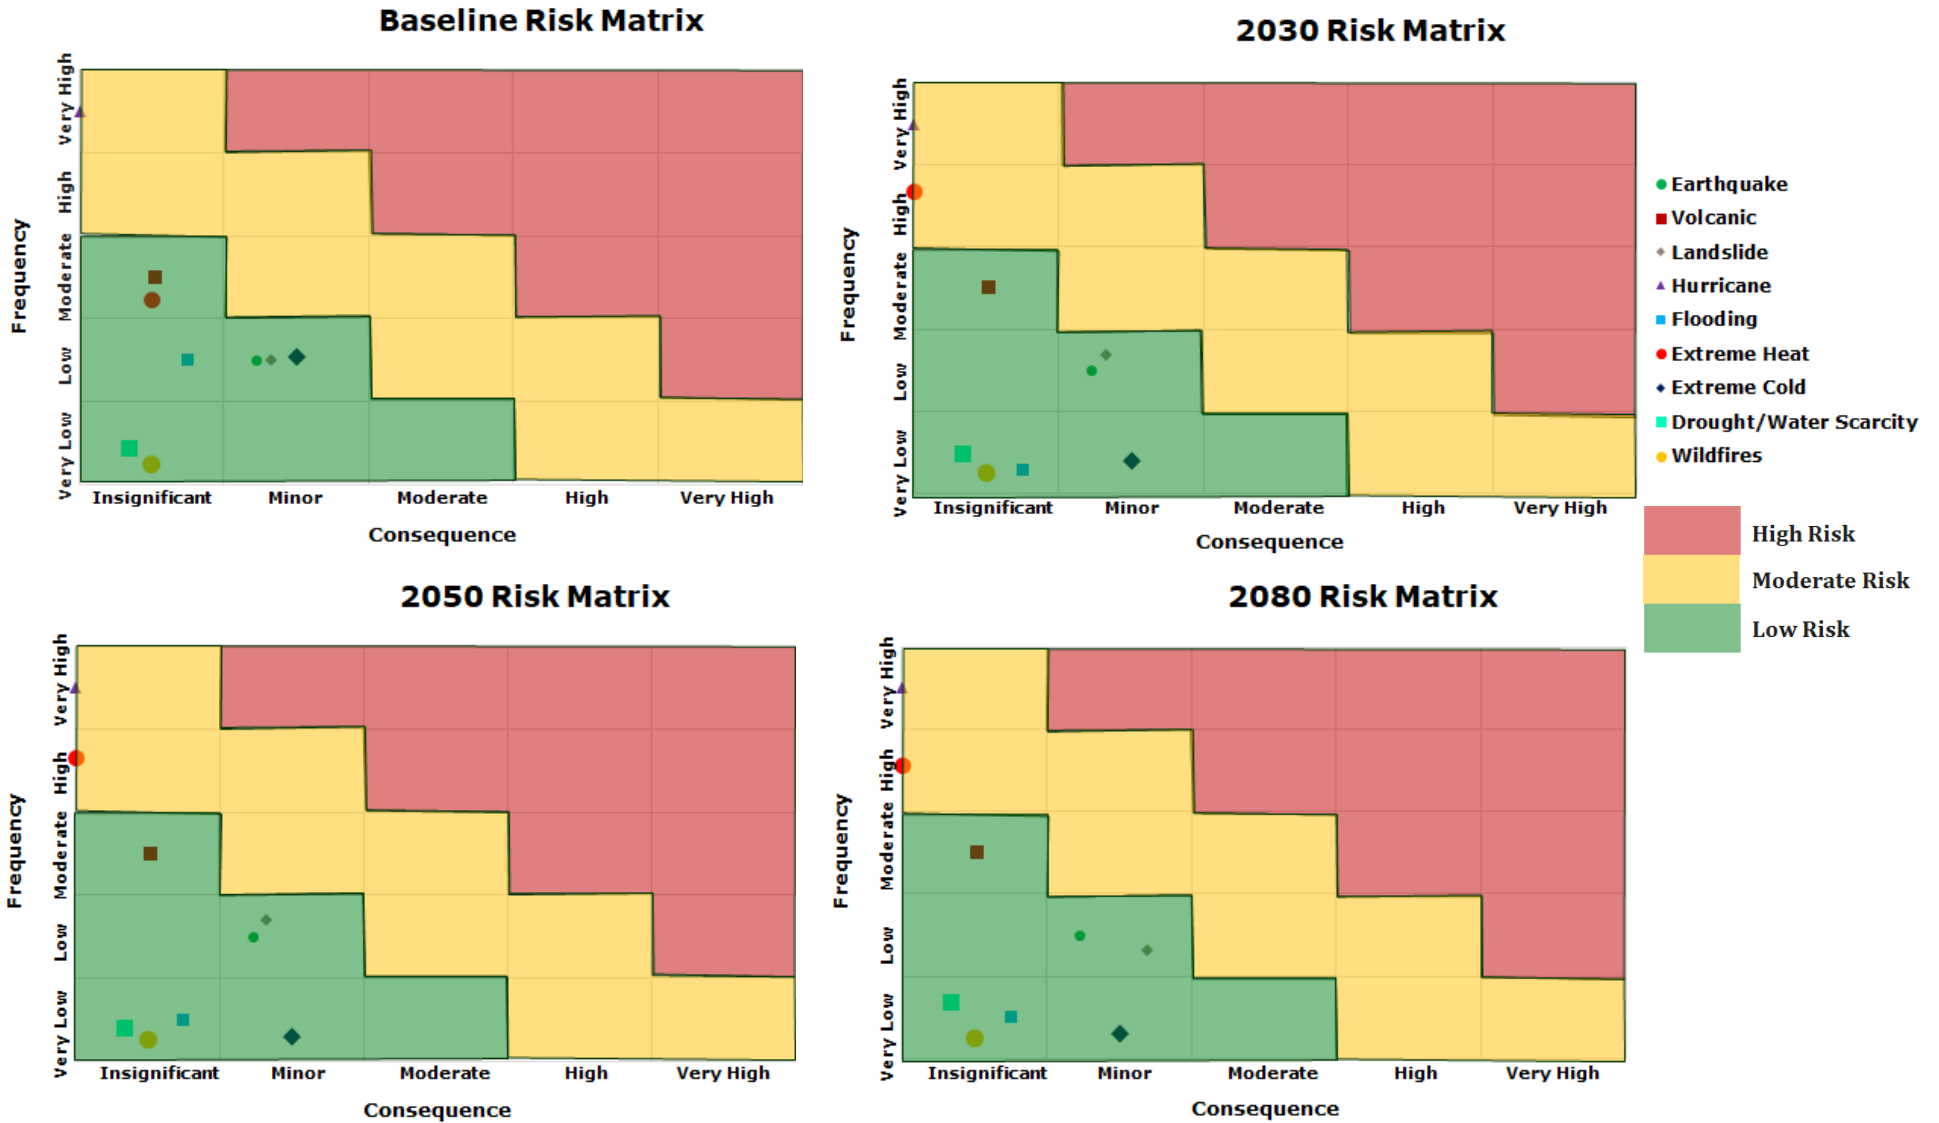 Baseline Risk Matrix
Frequency
Very High
High
Moderate
Low
Very Low
Insignificant
Minor
Moderate
High
Very High
Consequence
2030 Risk Matrix
Frequency
Very High
High
Moderate
Low
Very Low
Insignificant
Minor
Moderate
High
Very High
Consequence
Earthquake
Volcanic
Landslide
Hurricane
Flooding
Extreme Heat
Extreme Cold
Drought/Water Scarcity
Wildfires
High Risk
Moderate Risk
Low Risk
2050 Risk Matrix
Frequency
Very High
High
Moderate
Low
Very Low
Insignificant
Minor
Moderate
High
Very High
Consequence
2080 Risk Matrix
Frequency
Very High
High
Moderate
Low
Very Low
Insignificant
Minor
Moderate
High
Very High
Consequence